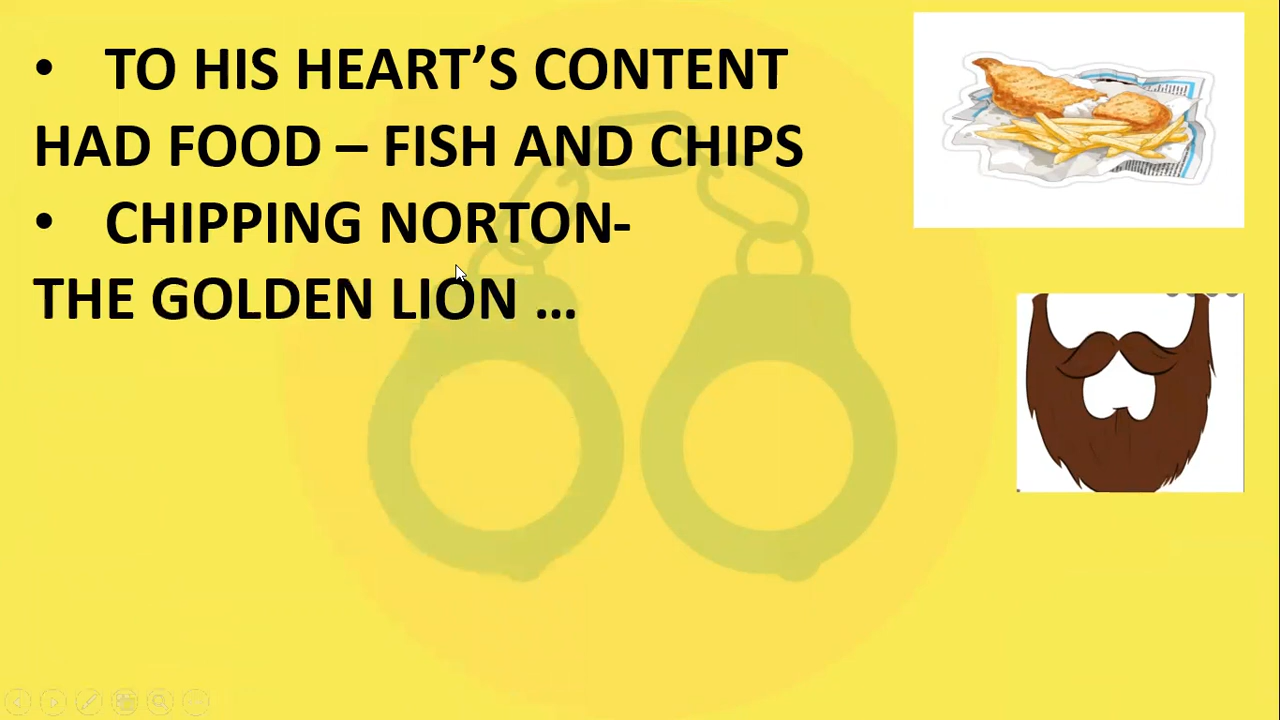 • TO HIS HEART’S CONTENT
HAD FOOD – FISH AND CHIPS
• CHIPPING NORTON-
THE GOLDEN LION …